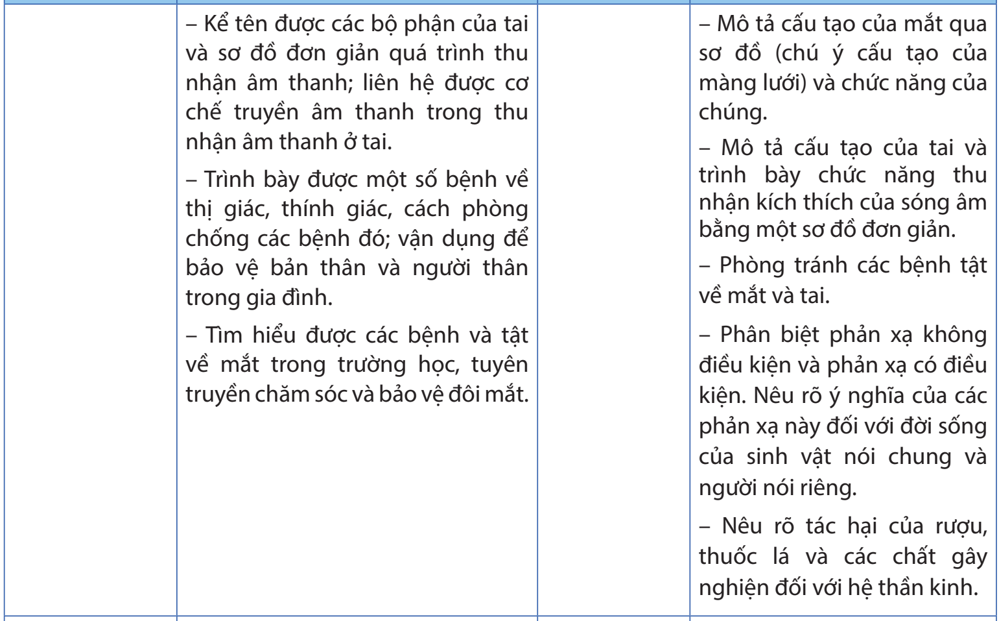 – Kể tên được các bộ phận của tai
và sơ đồ đơn giản quá trình thu
nhận âm thanh; liên hệ được cơ
chế truyền âm thanh trong thu
nhận âm thanh ở tai.
– Trình bày được một số bệnh về
thị giác, thính giác, cách phòng
chống các bệnh đó; vận dụng để
bảo vệ bản thân và người thân
trong gia đình.
– Tìm hiểu được các bệnh và tật
về mắt trong trường học, tuyên
truyền chăm sóc và bảo vệ đôi mắt.
– Mô tả cấu tạo của mắt qua
sơ đồ (chú ý cấu tạo của
màng lưới) và chức năng của
chúng.
– Mô tả cấu tạo của tai và
trình bày chức năng thu
nhận kích thích của sóng âm
bằng một sơ đồ đơn giản.
– Phòng tránh các bệnh tật
về mắt và tai.
– Phân biệt phản xạ không
điều kiện và phản xạ có điều
kiện. Nêu rõ ý nghĩa của các
phản xạ này đối với đời sống
của sinh vật nói chung và
người nói riêng.
– Nêu rõ tác hại của rượu,
thuốc lá và các chất gây
nghiện đối với hệ thần kinh.